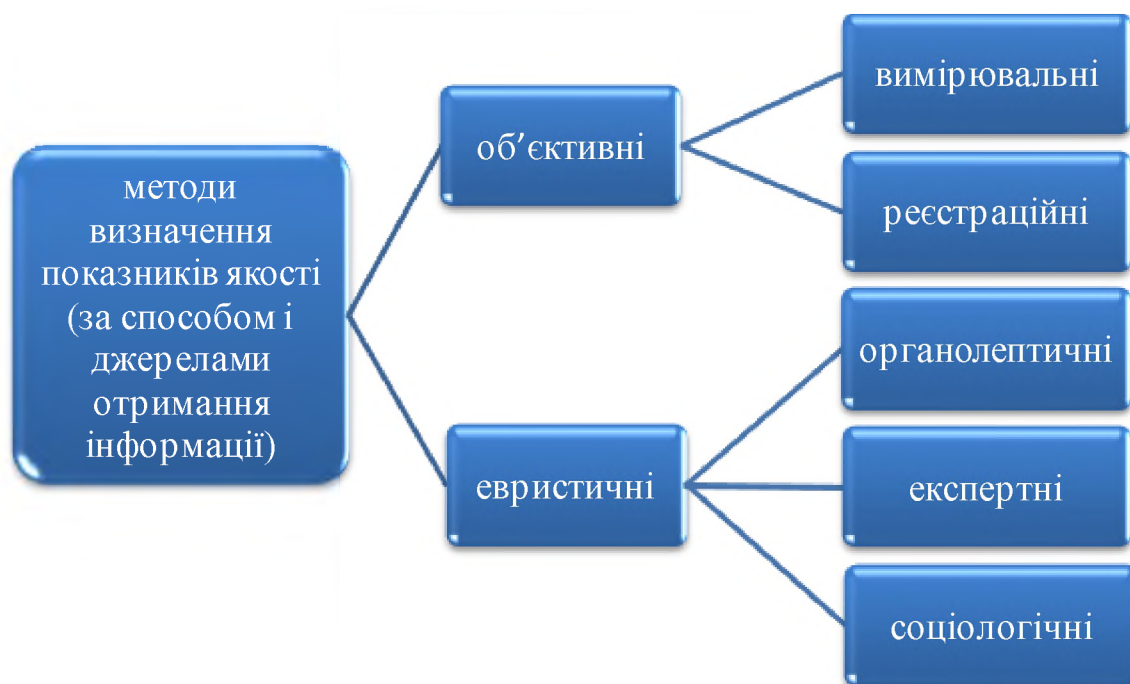 методи
визначення
показників якості
(за способом і
джерелами
отримання
інформації)
об’єктивні
вимірювальні
реєстраційні
евристичні
органолептичні
експертні
соціологічні